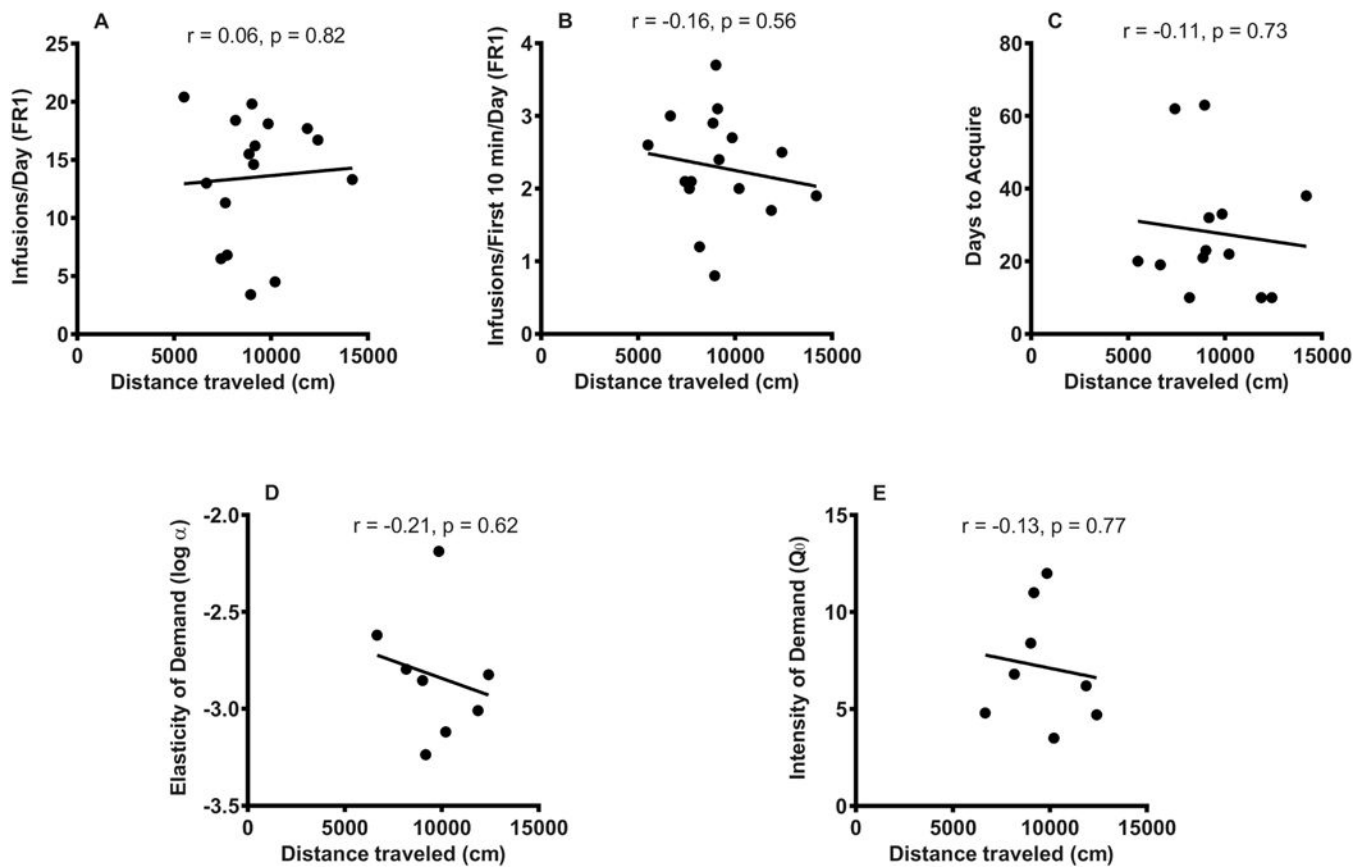 A
r = 0.06, p = 0.82
Infusions/Day (FR1)
25
20
15
10
5
0
0 5000 10000 15000
Distance traveled (cm)
B
r = -0.16, p = 0.56
Infusions/First 10 min/Day (FR1)
4
3
2
1
0
0 5000 10000 15000
Distance traveled (cm)
C
r = -0.11, p = 0.73
Days to Acquire
80
60
40
20
0
0 5000 10000 15000
Distance traveled (cm)
D
r = -0.21, p = 0.62
Elasticity of Demand (log α)
-2.0
-2.5
-3.0
-3.5
0 5000 10000 15000
Distance traveled (cm)
E
r = -0.13, p = 0.77
Intensity of Demand (Q₀)
15
10
5
0
0 5000 10000 15000
Distance traveled (cm)